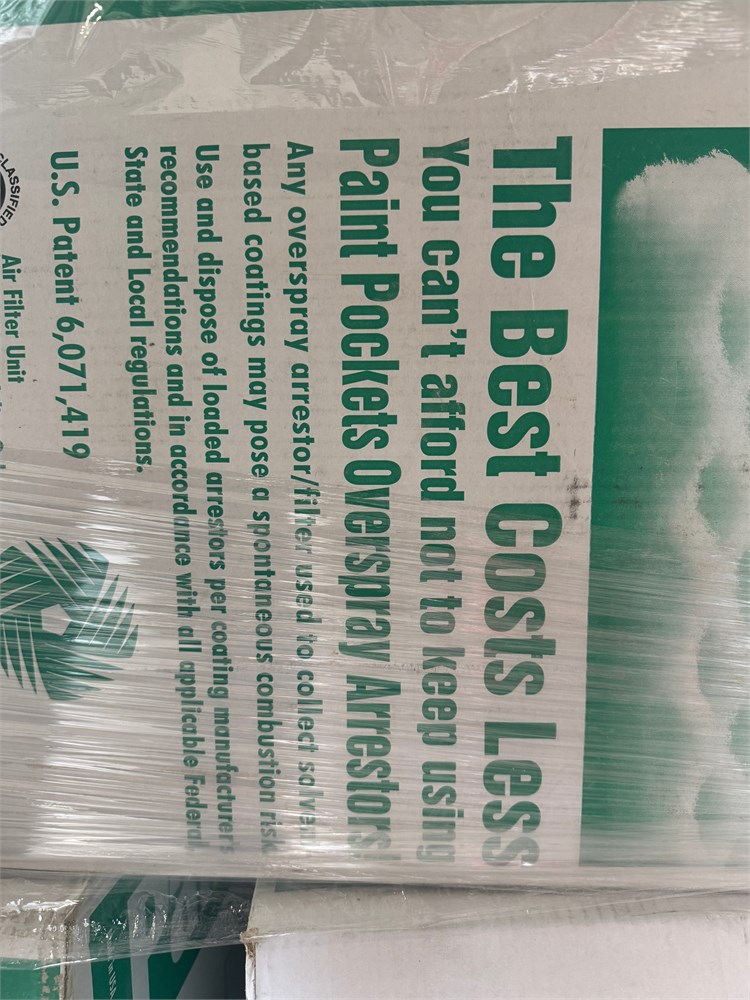 The Best Costs Less
You can't afford not to keep using
Paint Pockets Overspray Arrestors!
Any overspray arrestor/filter used to collect solvent
based coatings may pose a spontaneous combustion risk
Use and dispose of loaded arrestors per coating manufacturer's
recommendations and in accordance with all applicable Federal
State and Local regulations.
U.S. Patent 6,071,419
CLASSIFIED
Air Filter Unit